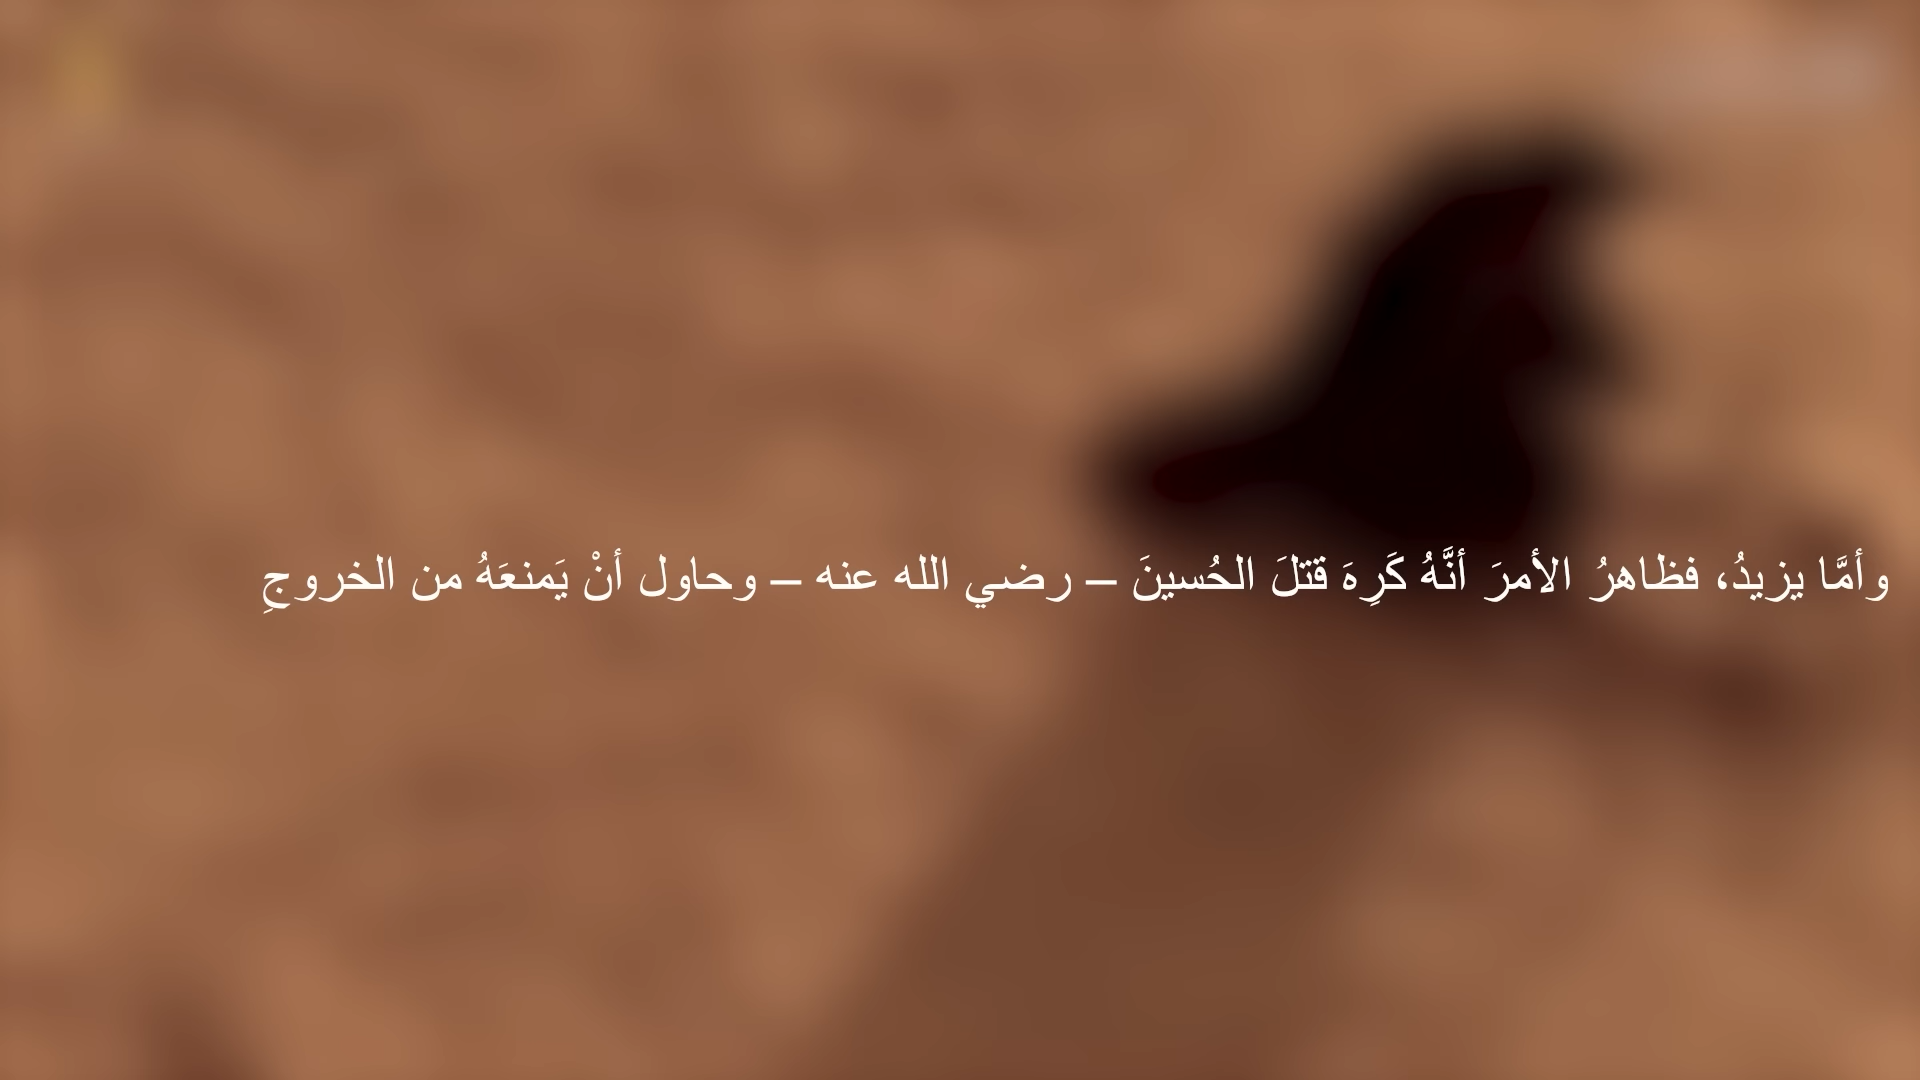 وأمَّا يزيدُ، فظاهرُ الأمرَ أنَّهُ كَرِهَ قتلَ الحُسينَ – رضي الله عنه – وحاول أنْ يَمنعَهُ من الخروجِ